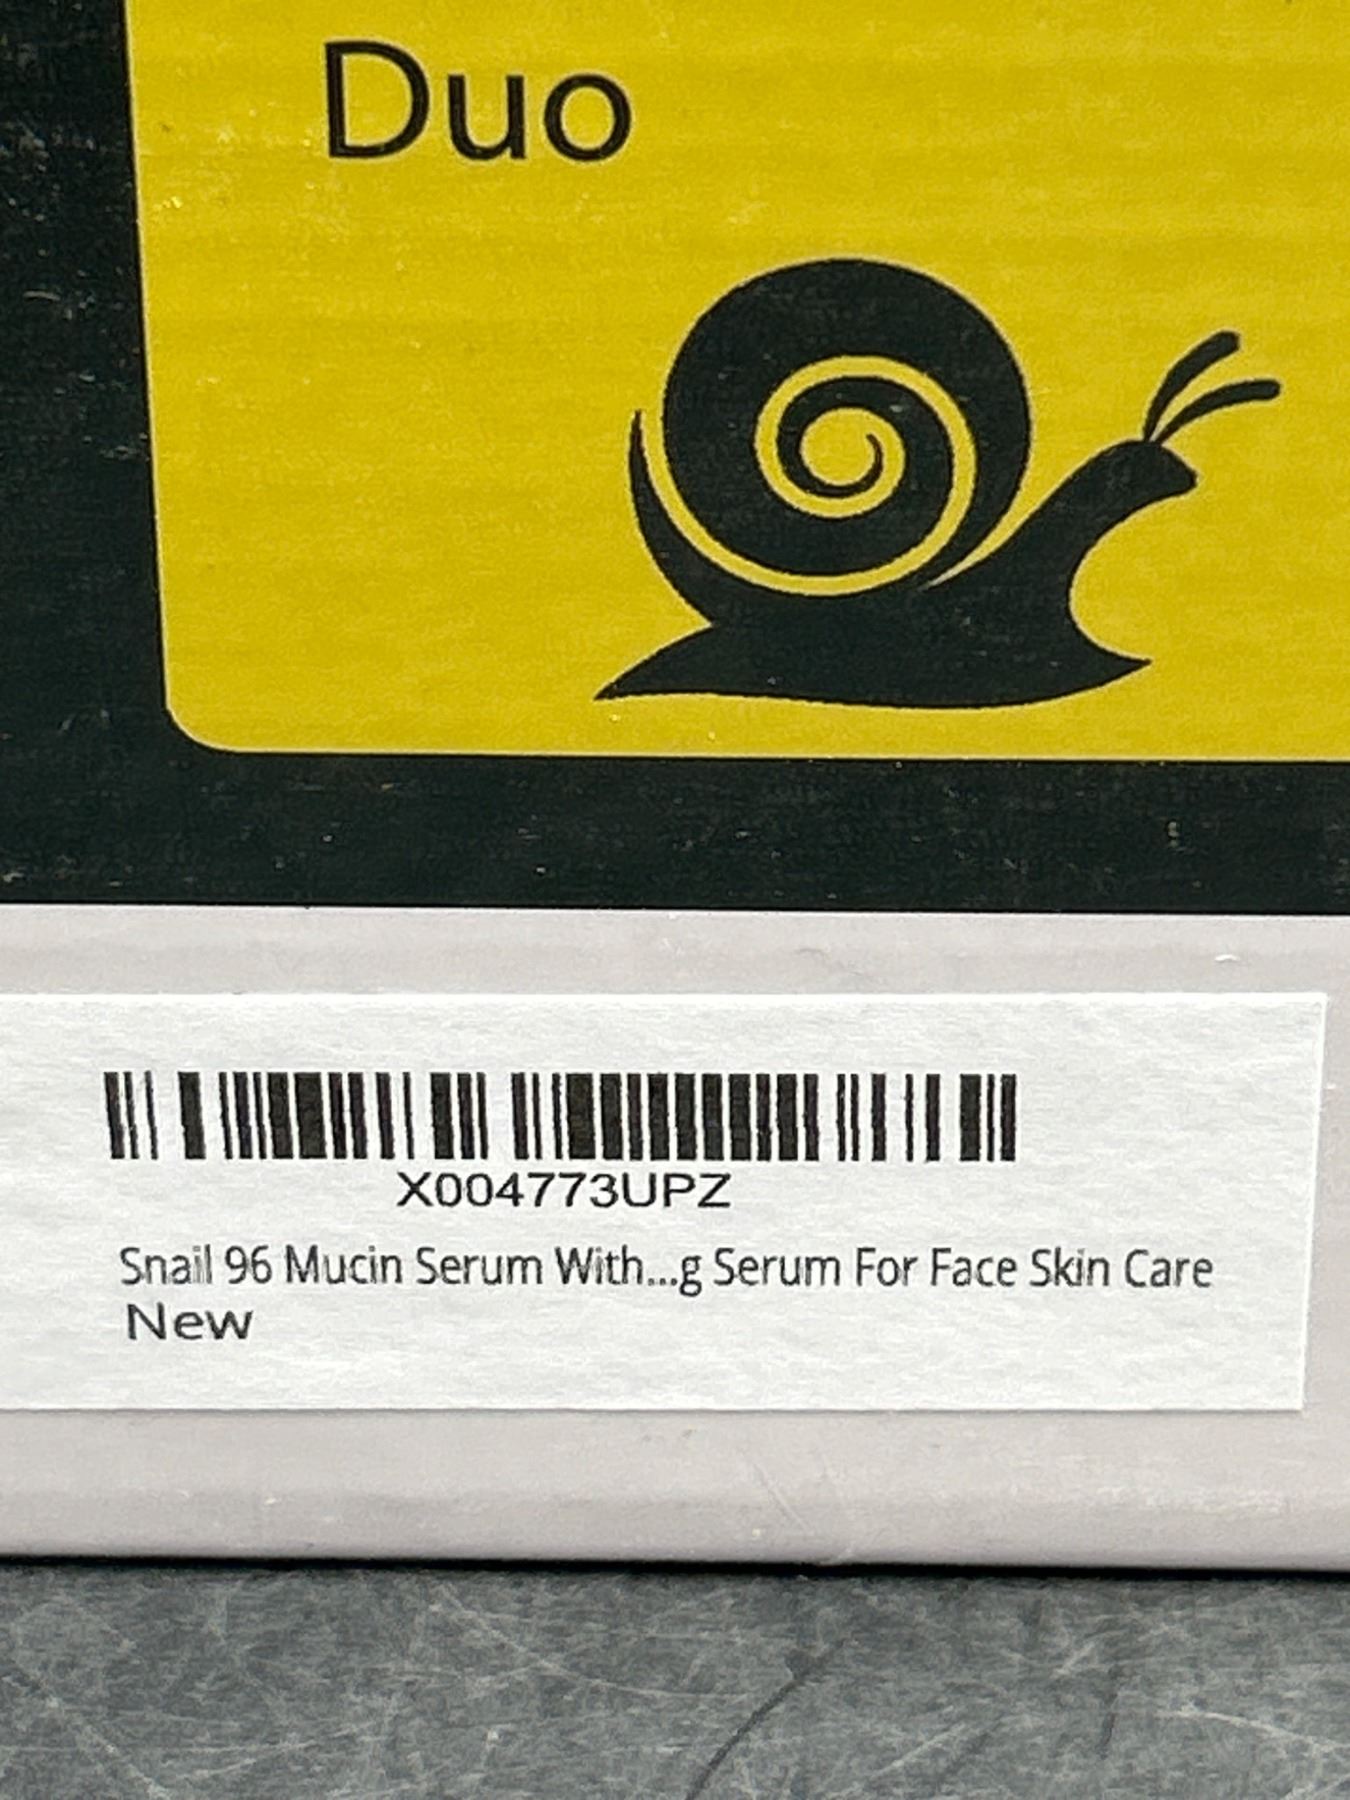 Duo
X004773UPZ
Snail 96 Mucin Serum With...g Serum For Face Skin Care
New